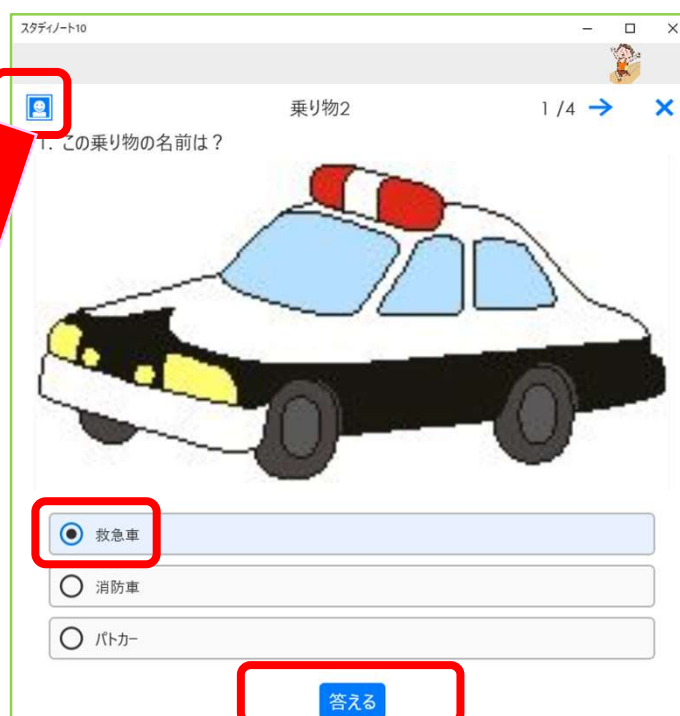 スタディノート10
乗り物2
1 /4
1. この乗り物の名前は？
救急車
消防車
パトカー
答える